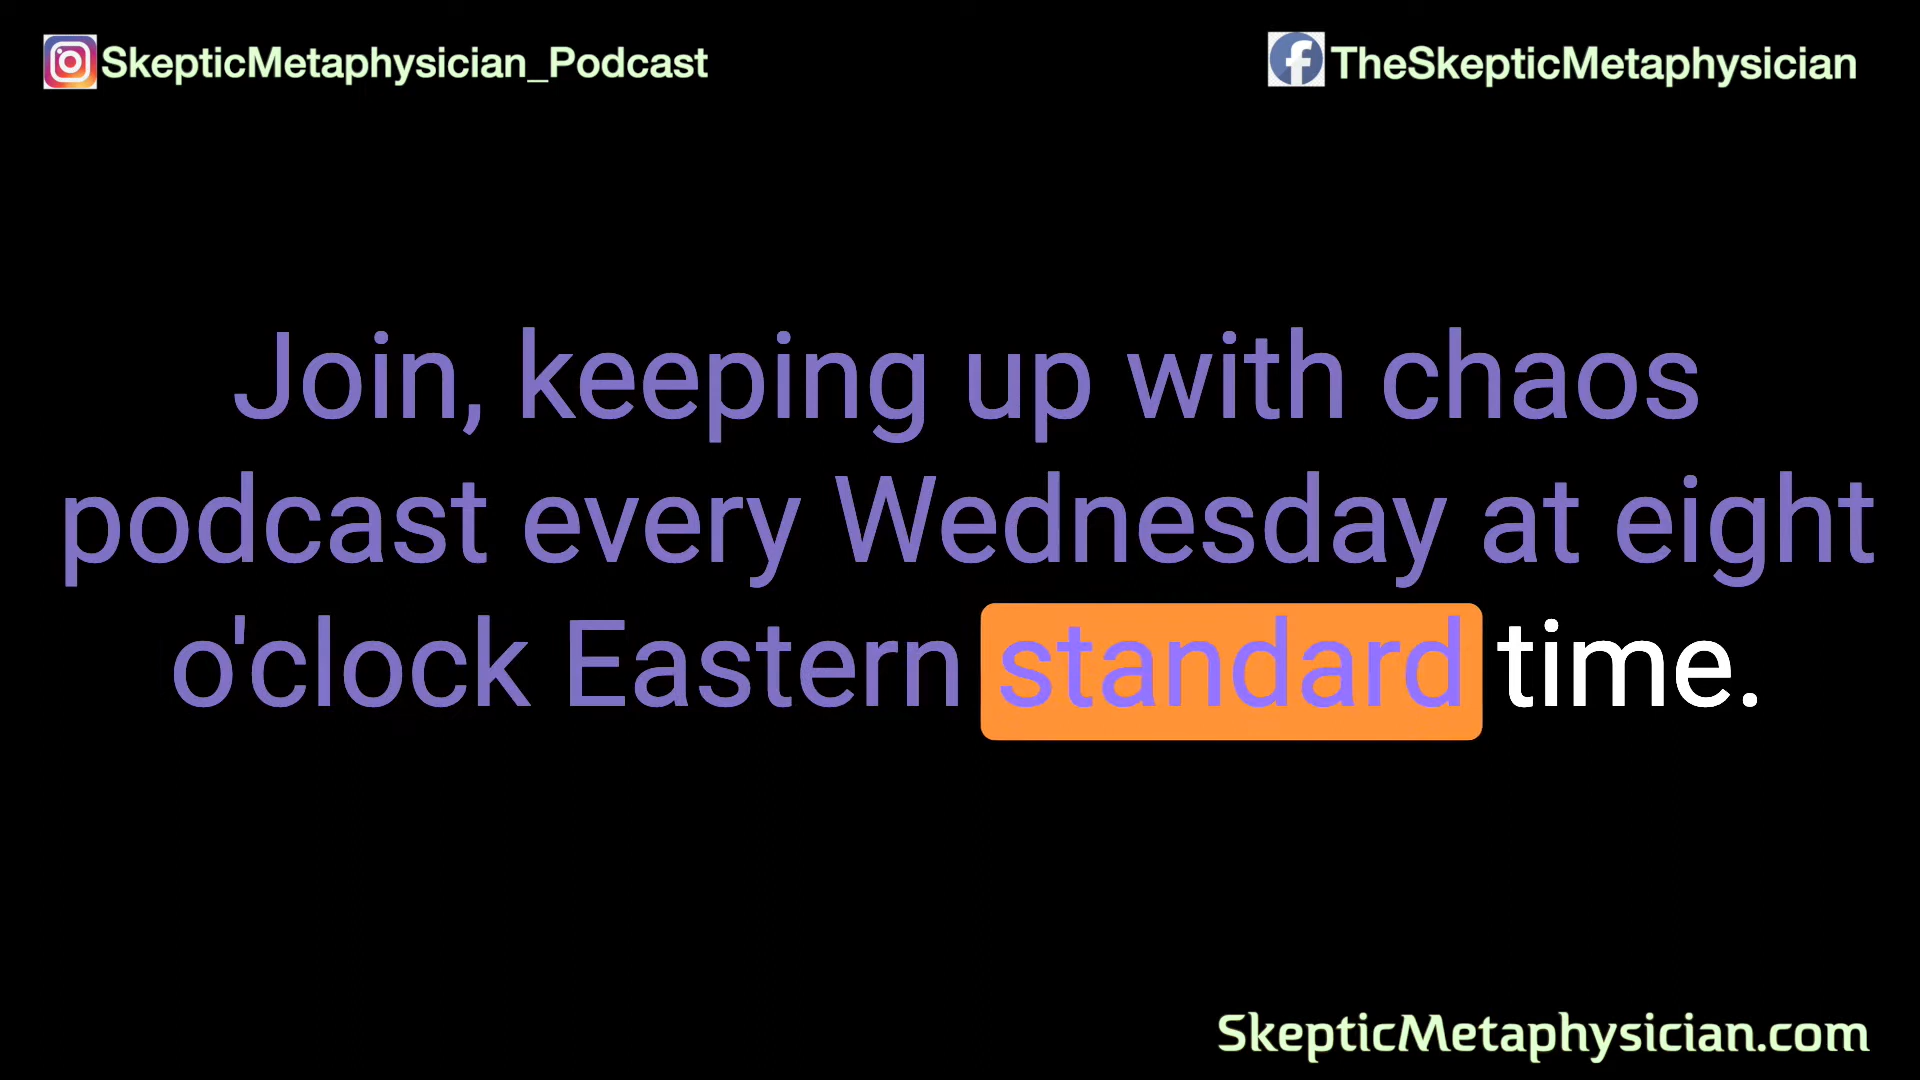 SkepticMetaphysician_Podcast
TheSkepticMetaphysician
Join, keeping up with chaos
podcast every Wednesday at eight
o'clock Eastern standard time.
SkepticMetaphysician.com